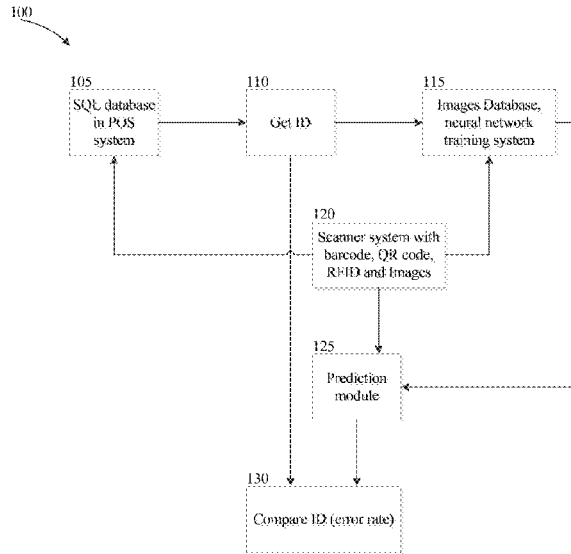 100
105
SQL database
in POS
system
110
Get ID
115
Images Database,
neural network
training system
120
Scanner system with
barcode, QR code,
RFID and Images
125
Prediction
module
130
Compare ID (error rate)